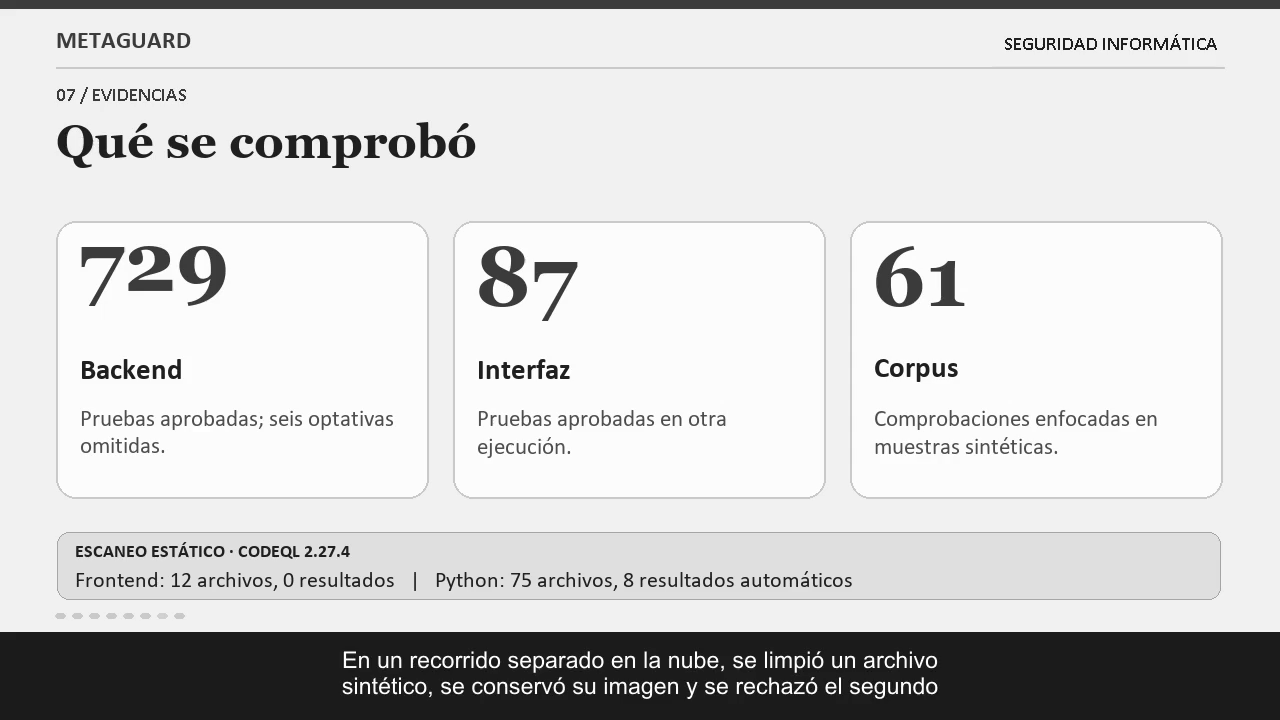 METAGUARD
SEGURIDAD INFORMÁTICA
07 / EVIDENCIAS
Qué se comprobó
729
Backend
Pruebas aprobadas; seis optativas
omitidas.
87
Interfaz
Pruebas aprobadas en otra
ejecución.
61
Corpus
Comprobaciones enfocadas en
muestras sintéticas.
ESCANEO ESTÁTICO · CODEQL 2.27.4
Frontend: 12 archivos, 0 resultados | Python: 75 archivos, 8 resultados automáticos
En un recorrido separado en la nube, se limpió un archivo
sintético, se conservó su imagen y se rechazó el segundo